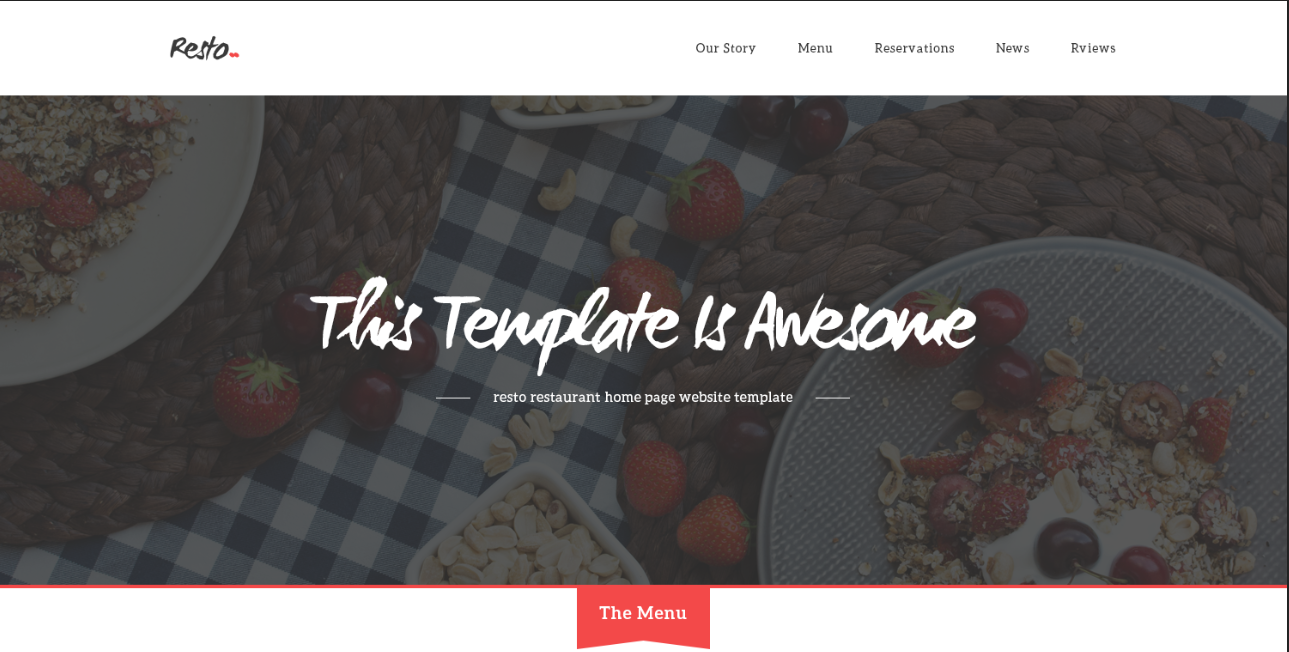 Resto
Our Story Menu Reservations News Rviews
This Template Is Awesome
resto restaurant home page website template
The Menu